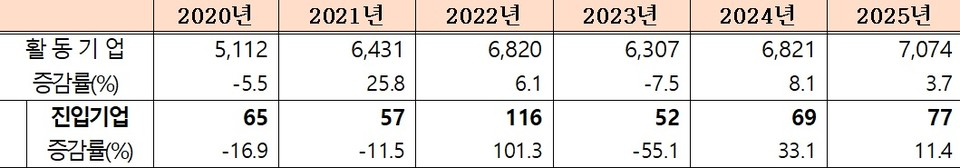 2020년 2021년 2022년 2023년 2024년 2025년
활 동 기 업 5,112 6,431 6,820 6,307 6,821 7,074
증감률(%) -5.5 25.8 6.1 -7.5 8.1 3.7
진입기업 65 57 116 52 69 77
증감률(%) -16.9 -11.5 101.3 -55.1 33.1 11.4